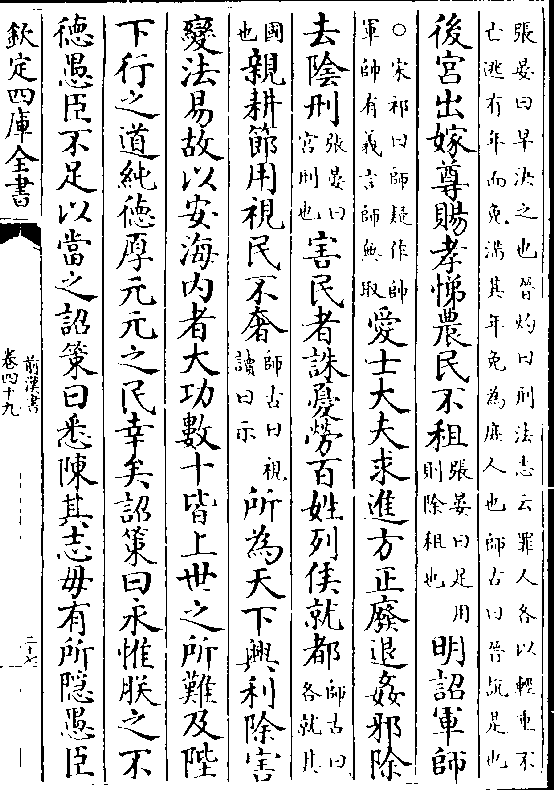 張晏曰早決之也晉灼曰刑法志云罪人各以輕重不
亡逃有年而免滿其年免為庶人也師古曰晉說是也
後宮出嫁尊賜孝悌農民不租張晏曰足用則除租也明詔軍師
○宋祁曰師疑作帥軍師有義言師無取愛士大夫求進方正廢退姦邪除
去陰刑張晏曰宮刑也害民者誅憂勞百姓列侯就都師古曰各就其
國也親耕節用視民不奢師古曰視讀曰示所為天下興利除害
變法易故以安海内者大功數十皆上世之所難及陛
下行之道純德厚元元之民幸矣詔策曰永惟朕之不
德愚臣不足以當之詔策曰悉陳其志毋有所隱愚臣
欽定四庫全書
前漢書
卷四十九